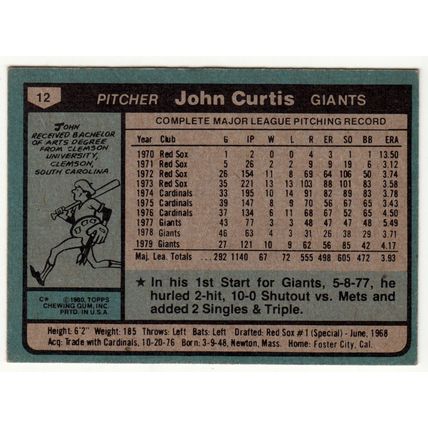 12 PITCHER John Curtis GIANTS
COMPLETE MAJOR LEAGUE PITCHING RECORD
JOHN
RECEIVED BACHELOR
OF ARTS DEGREE
FROM CLEMSON
UNIVERSITY,
CLEMSON,
SOUTH CAROLINA
Year Club G IP W L R ER SO BB ERA
1970 Red Sox 1 2 0 0 4 3 1 1 13.50
1971 Red Sox 5 26 2 2 9 9 19 6 3.12
1972 Red Sox 26 154 11 8 69 64 106 50 3.74
1973 Red Sox 35 221 13 13 103 88 101 83 3.58
1974 Cardinals 33 195 10 14 91 82 89 83 3.78
1975 Cardinals 39 147 8 9 70 56 67 65 3.43
1976 Cardinals 37 134 6 11 68 67 52 65 4.50
1977 Giants 43 77 3 3 48 47 47 48 5.49
1978 Giants 46 63 4 3 31 26 38 29 3.71
1979 Giants 27 121 10 9 62 56 85 42 4.17
Maj. Lea. Totals 292 1140 67 72 555 498 605 472 3.93
★ In his 1st Start for Giants, 5-8-77, he
hurled 2-hit, 10-0 Shutout vs. Mets and
added 2 Singles & Triple.
C* © 1980, TOPPS
CHEWING GUM, INC.
PRTD. IN U.S.A.
Height: 6'2" Weight: 185 Throws: Left Bats: Left Drafted: Red Sox #1 (Special) - June, 1968
Acq: Trade with Cardinals, 10-20-76 Born: 3-9-48, Newton, Mass. Home: Foster City, Cal.